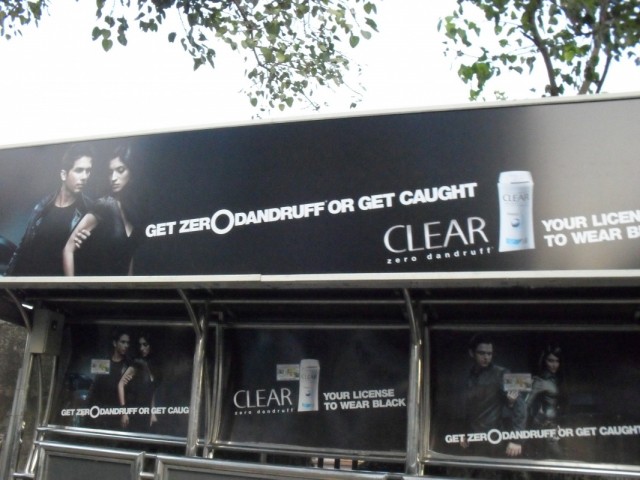 GET ZERO DANDRUFF OR GET CAUGHT
CLEAR
zero dandruff
CLEAR
YOUR LICEN
TO WEAR BL
GET ZERO DANDRUFF OR GET CAUG
CLEAR
zero dandruff
YOUR LICENSE
TO WEAR BLACK
GET ZERO DANDRUFF OR GET CAUGHT